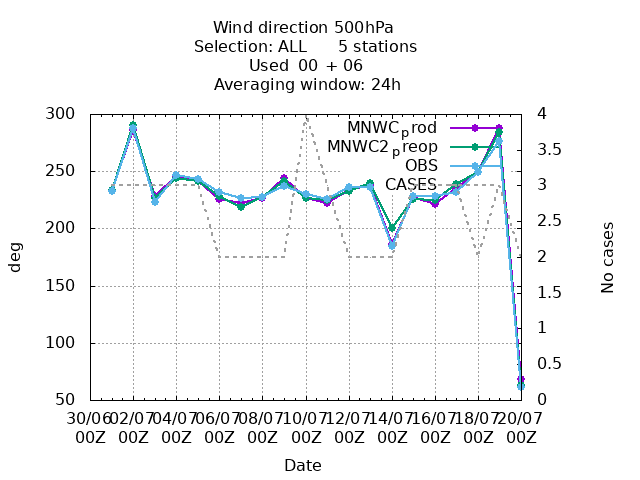 Wind direction 500hPa
Selection: ALL 5 stations
Used 00 + 06
Averaging window: 24h
300 4
MNWC_prod
MNWC2_preop 3.5
OBS
250 CASES 3
2.5
200
deg 2 No cases
150 1.5
100 1
0.5
50 0
30/06 02/07 04/07 06/07 08/07 10/07 12/07 14/07 16/07 18/07 20/07
00Z 00Z 00Z 00Z 00Z 00Z 00Z 00Z 00Z 00Z 00Z
Date